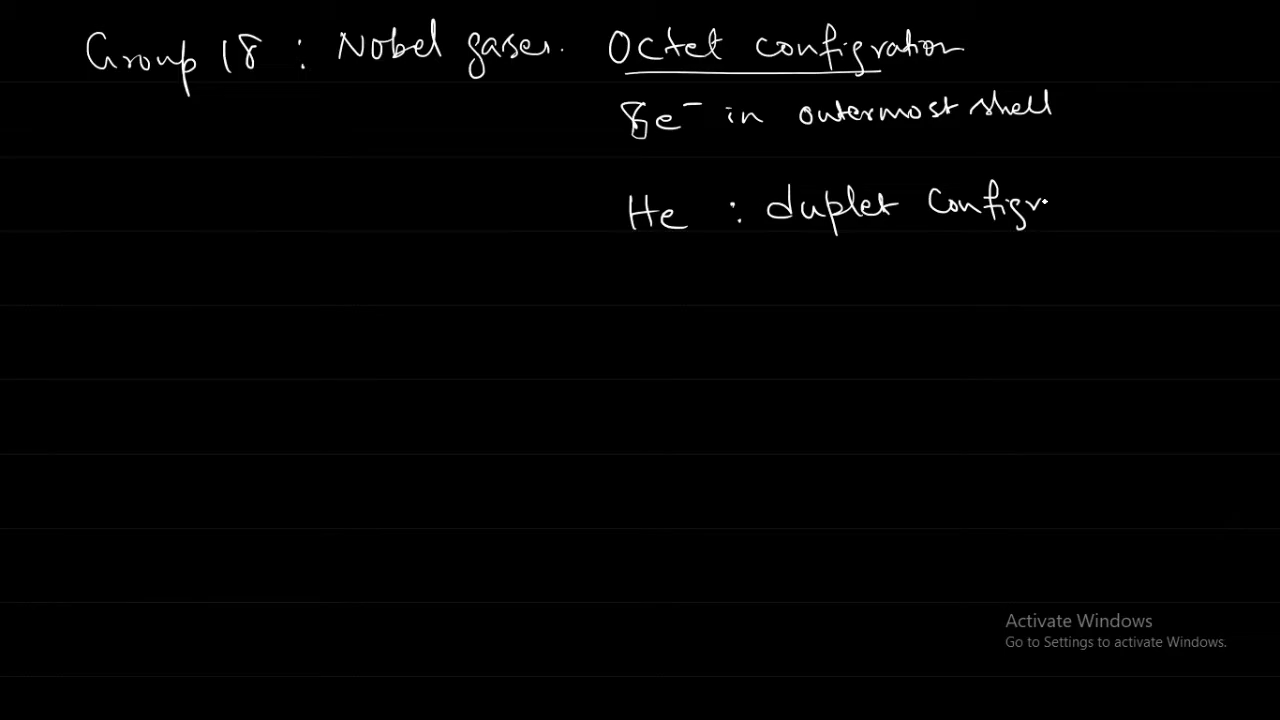 Group 18 : Nobel gases. Octet configration
8e⁻ in outermost shell
He : duplet Configr
Activate Windows
Go to Settings to activate Windows.